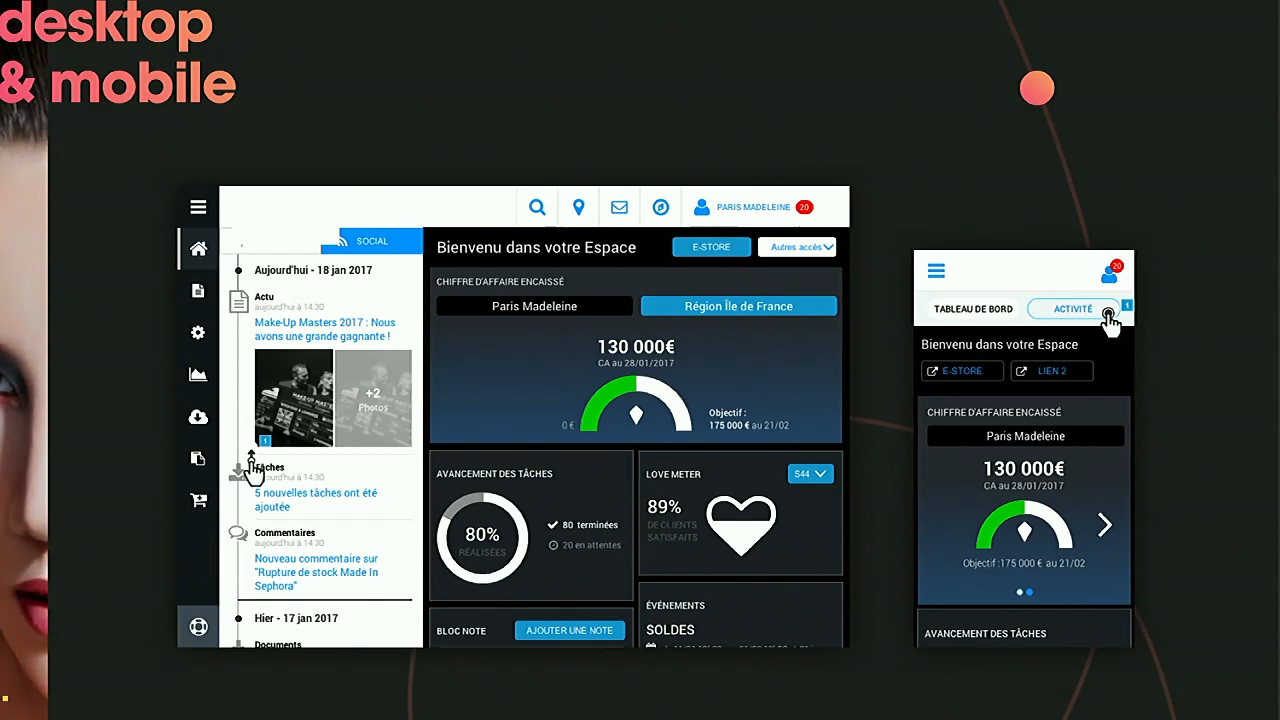 desktop
& mobile
PARIS MADELEINE 20
SOCIAL
Aujourd'hui - 18 jan 2017
Actu
aujourd'hui à 14:30
Make-Up Masters 2017 : Nous
avons une grande gagnante !
+2
Photos
1
Tâches
aujourd'hui à 14:30
5 nouvelles tâches ont été
ajoutée
Commentaires
aujourd'hui à 14:30
Nouveau commentaire sur
"Rupture de stock Made In
Sephora"
Hier - 17 jan 2017
Documents
Bienvenu dans votre Espace
E-STORE
Autres accès
CHIFFRE D'AFFAIRE ENCAISSÉ
Paris Madeleine
Région Île de France
130 000€
CA au 28/01/2017
0 €
Objectif :
175 000 € au 21/02
AVANCEMENT DES TÂCHES
80%
RÉALISÉES
80 terminées
20 en attentes
LOVE METER
S44
89%
DE CLIENTS
SATISFAITS
BLOC NOTE
AJOUTER UNE NOTE
ÉVÉNEMENTS
SOLDES
20
TABLEAU DE BORD
ACTIVITÉ
1
Bienvenu dans votre Espace
E-STORE
LIEN 2
CHIFFRE D'AFFAIRE ENCAISSÉ
Paris Madeleine
130 000€
CA au 28/01/2017
Objectif :175 000 € au 21/02
AVANCEMENT DES TÂCHES